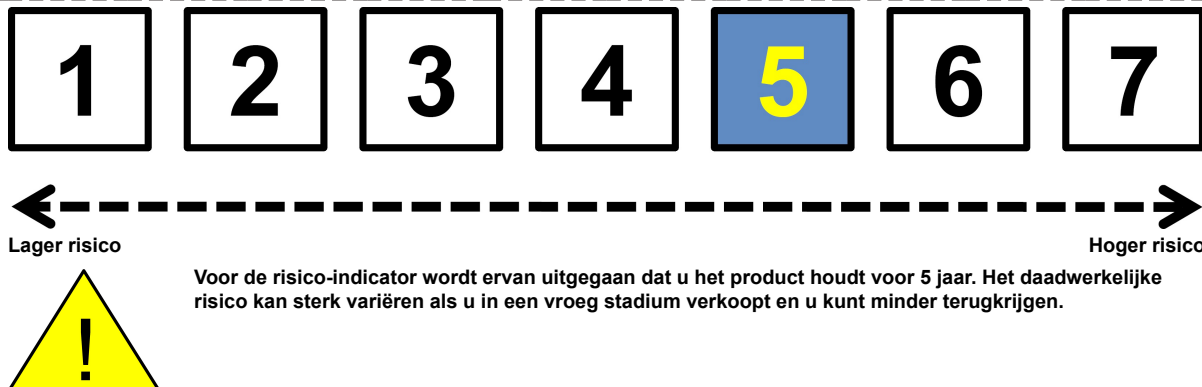 1 2 3 4 5 6 7
Lager risico Hoger risico
Voor de risico-indicator wordt ervan uitgegaan dat u het product houdt voor 5 jaar. Het daadwerkelijke
risico kan sterk variëren als u in een vroeg stadium verkoopt en u kunt minder terugkrijgen.
!